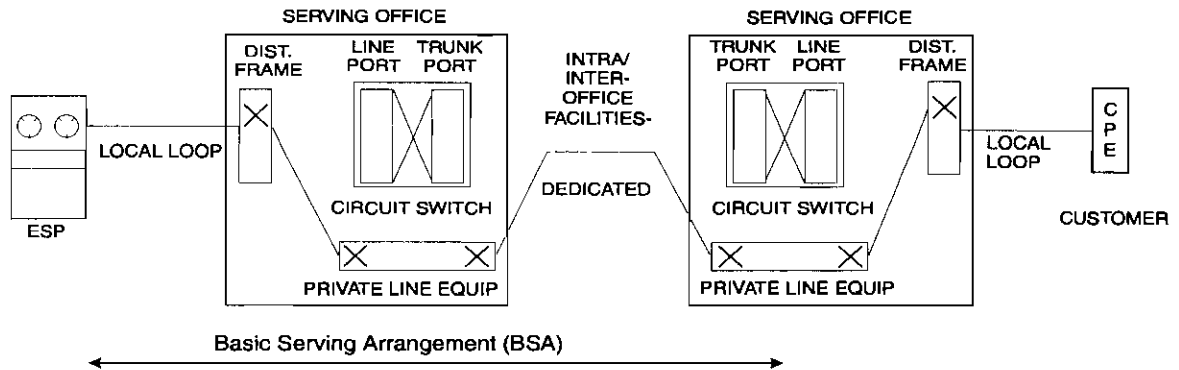 SERVING OFFICE
DIST.
FRAME
LINE
PORT
TRUNK
PORT
LOCAL LOOP
ESP
CIRCUIT SWITCH
PRIVATE LINE EQUIP
INTRA/
INTER-
OFFICE
FACILITIES-
DEDICATED
SERVING OFFICE
TRUNK
PORT
LINE
PORT
DIST.
FRAME
CIRCUIT SWITCH
PRIVATE LINE EQUIP
LOCAL
LOOP
C
P
E
CUSTOMER
Basic Serving Arrangement (BSA)